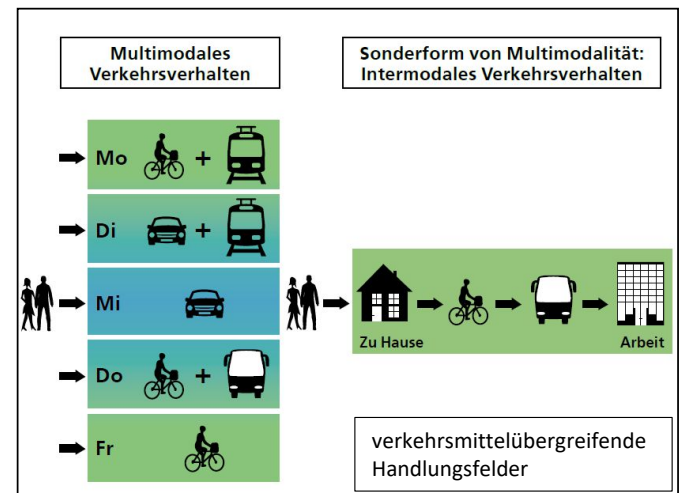 Multimodales
Verkehrsverhalten
Sonderform von Multimodalität:
Intermodales Verkehrsverhalten
Mo +
Di +
Mi
Do +
Fr
Zu Hause
Arbeit
verkehrsmittelübergreifende
Handlungsfelder